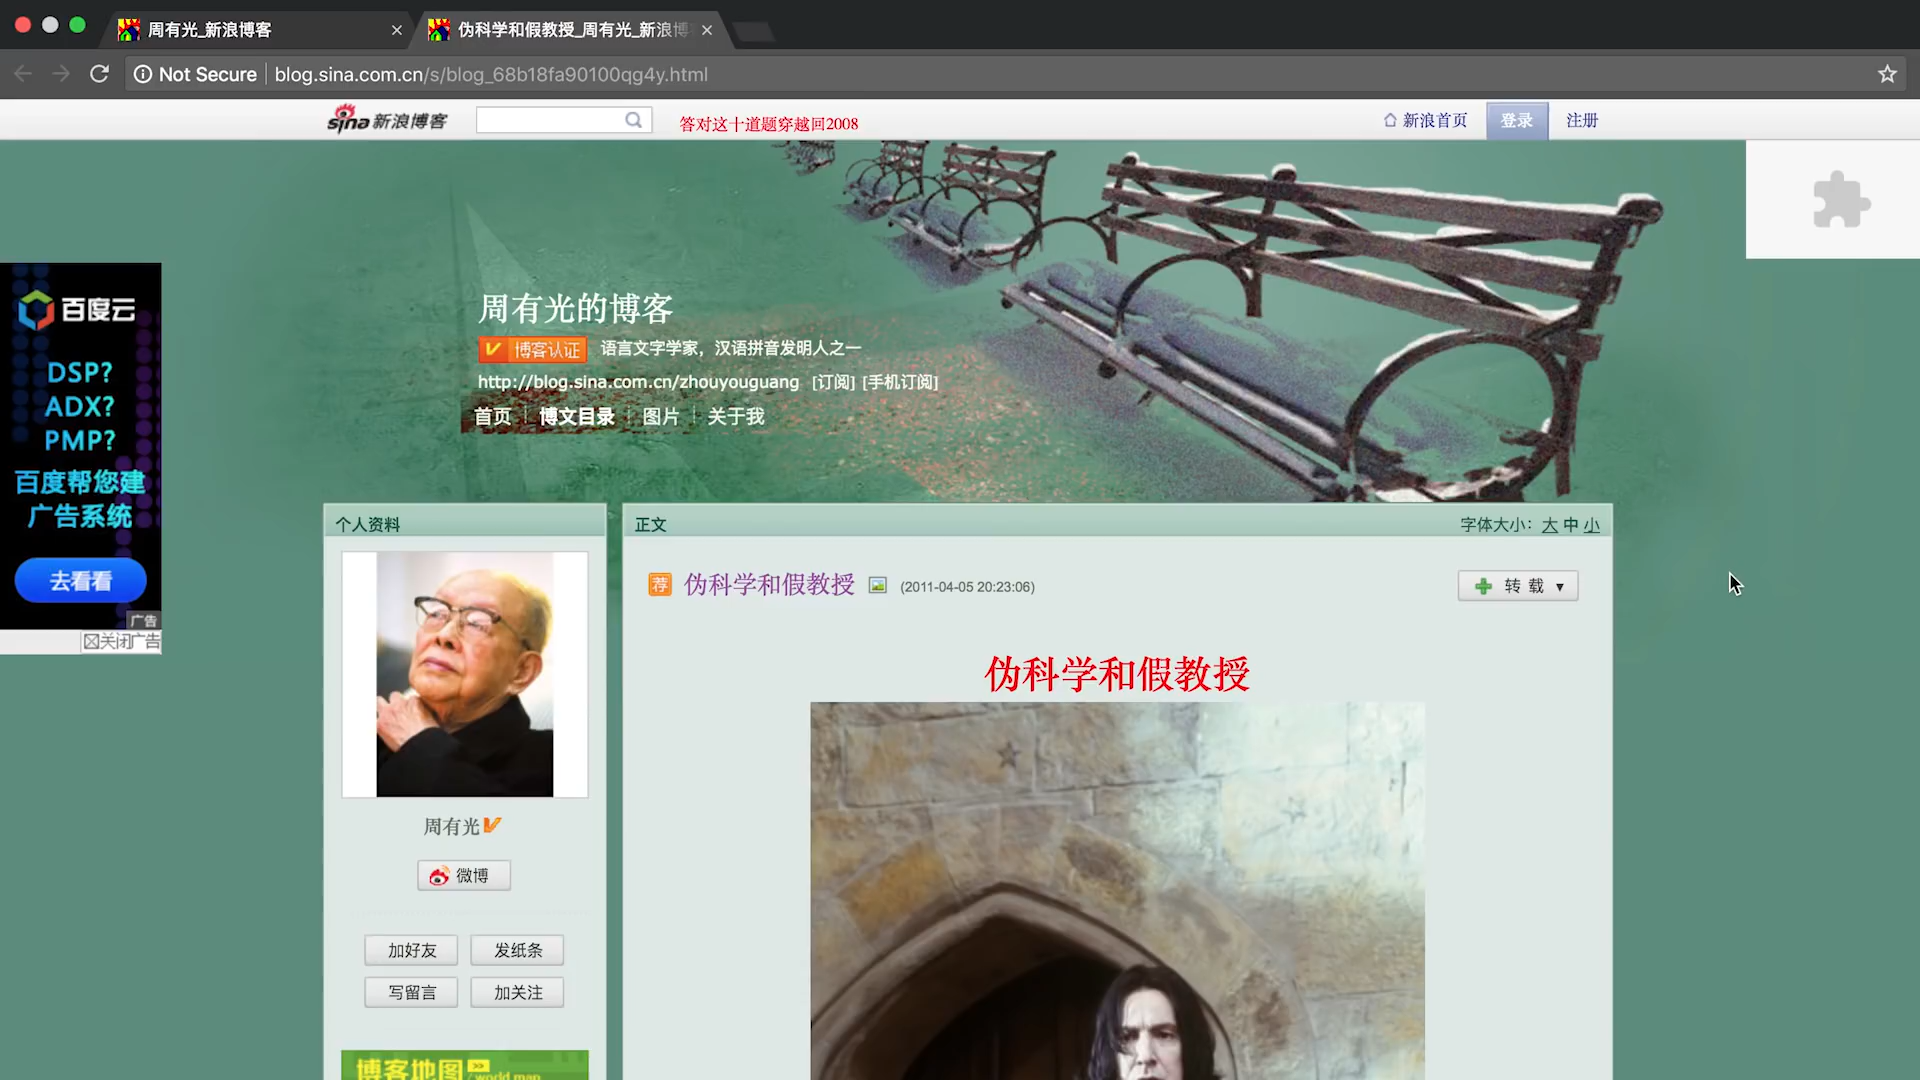 周有光_新浪博客
伪科学和假教授_周有光_新浪博
Not Secure
blog.sina.com.cn/s/blog_68b18fa90100qg4y.html
sina 新浪博客
答对这十道题穿越回2008
新浪首页
登录
注册
周有光的博客
博客认证 语言文字学家，汉语拼音发明人之一
http://blog.sina.com.cn/zhouyouguang [订阅] [手机订阅]
首页 博文目录 图片 关于我
百度云
DSP?
ADX?
PMP?
百度帮您建
广告系统
去看看
广告
关闭广告
个人资料
周有光
微博
加好友 发纸条
写留言 加关注
博客地图 world map
正文
字体大小：大 中 小
荐 伪科学和假教授 (2011-04-05 20:23:06)
转 载 ▼
伪科学和假教授